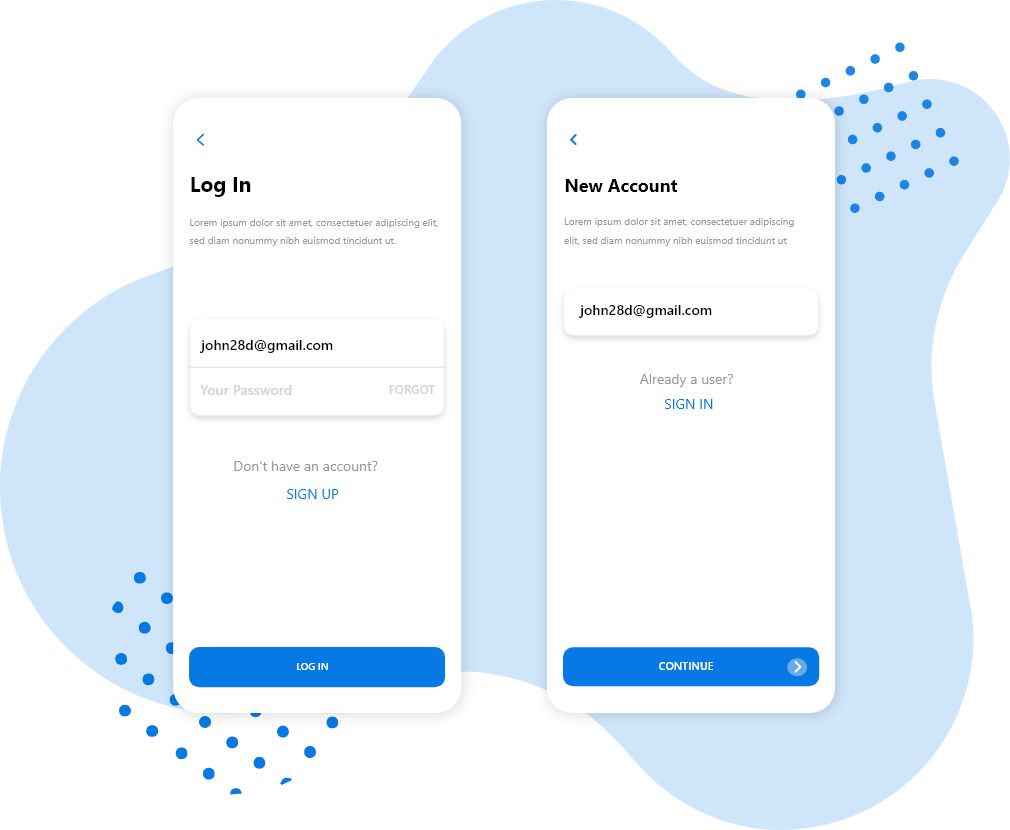 Log In
Lorem ipsum dolor sit amet, consectetuer adipiscing elit,
sed diam nonummy nibh euismod tincidunt ut.
john28d@gmail.com
Your Password
FORGOT
Don't have an account?
SIGN UP
LOG IN
New Account
Lorem ipsum dolor sit amet, consectetuer adipiscing
elit, sed diam nonummy nibh euismod tincidunt ut
john28d@gmail.com
Already a user?
SIGN IN
CONTINUE